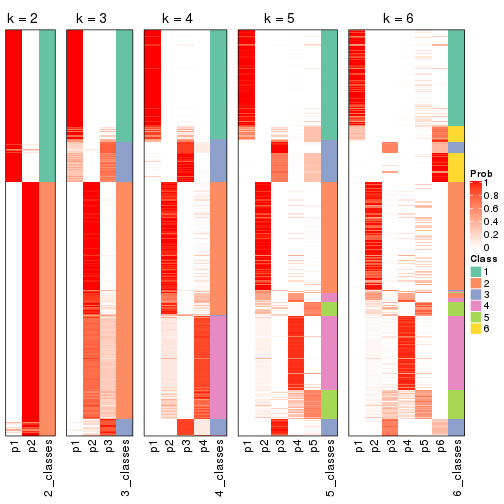 k = 2
k = 3
k = 4
k = 5
k = 6
p1
p2
2_classes
p1
p2
p3
3_classes
p1
p2
p3
p4
4_classes
p1
p2
p3
p4
p5
5_classes
p1
p2
p3
p4
p5
p6
6_classes
Prob
1
0.8
0.6
0.4
0.2
0
Class
1
2
3
4
5
6